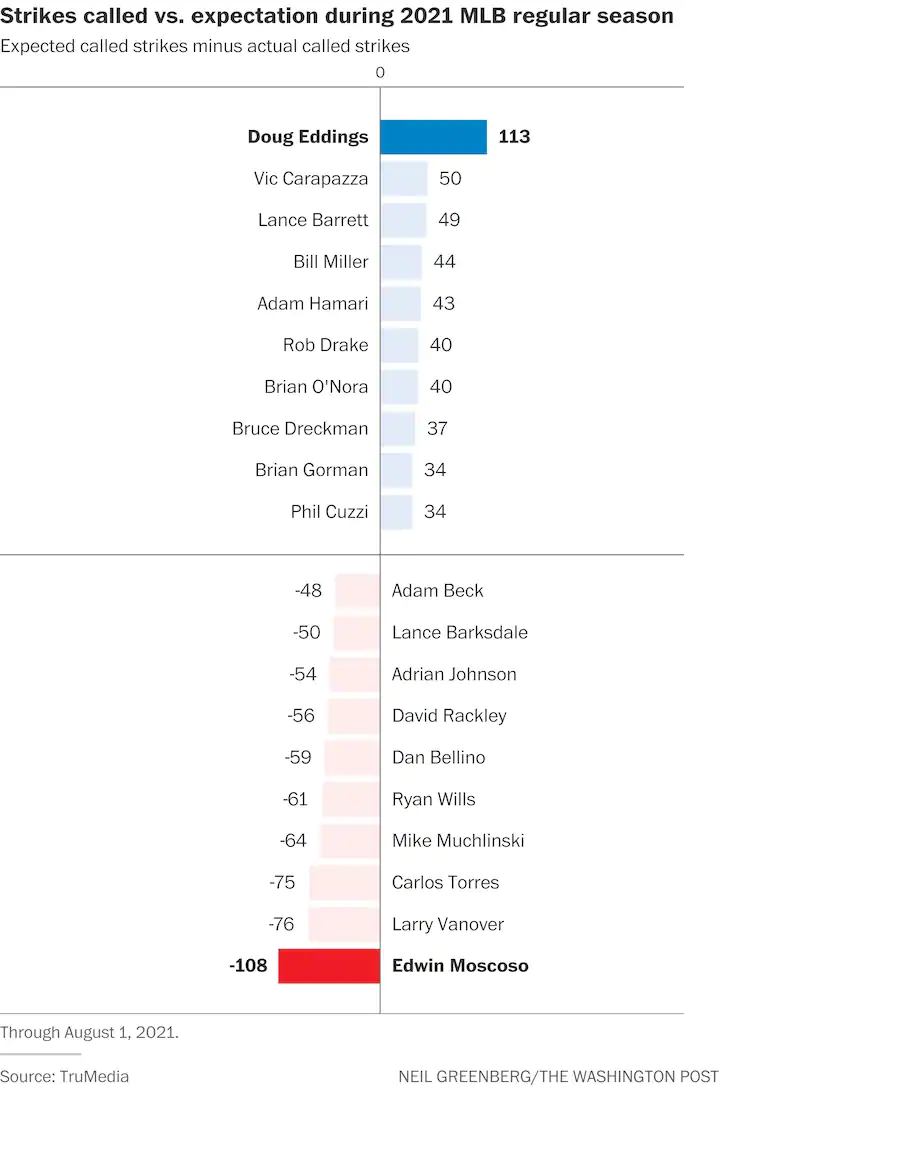 Strikes called vs. expectation during 2021 MLB regular season
Expected called strikes minus actual called strikes
0
Doug Eddings 113
Vic Carapazza 50
Lance Barrett 49
Bill Miller 44
Adam Hamari 43
Rob Drake 40
Brian O'Nora 40
Bruce Dreckman 37
Brian Gorman 34
Phil Cuzzi 34
-48 Adam Beck
-50 Lance Barksdale
-54 Adrian Johnson
-56 David Rackley
-59 Dan Bellino
-61 Ryan Wills
-64 Mike Muchlinski
-75 Carlos Torres
-76 Larry Vanover
-108 Edwin Moscoso
Through August 1, 2021.
Source: TruMedia NEIL GREENBERG/THE WASHINGTON POST